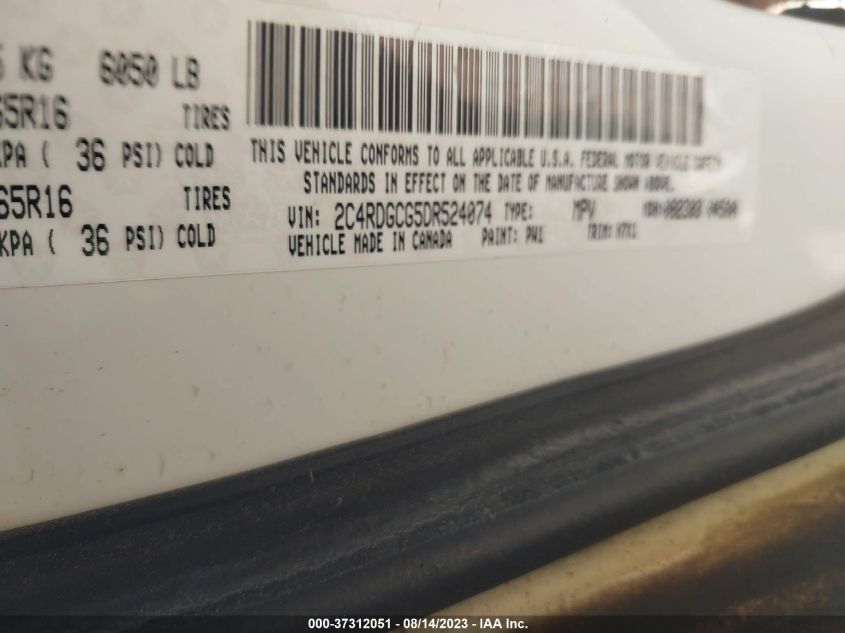 KG 6050 LB
65R16 TIRES
KPA ( 36 PSI) COLD
65R16 TIRES
KPA ( 36 PSI) COLD
THIS VEHICLE CONFORMS TO ALL APPLICABLE U.S.A. FEDERAL MOTOR VEHICLE SAFETY
STANDARDS IN EFFECT ON THE DATE OF MANUFACTURE SHOWN ABOVE.
VIN: 2C4RDGCG5DR524074 TYPE: MPV
VEHICLE MADE IN CANADA PAINT: PW1 TRIM:
000-37312051 - 08/14/2023 - IAA Inc.